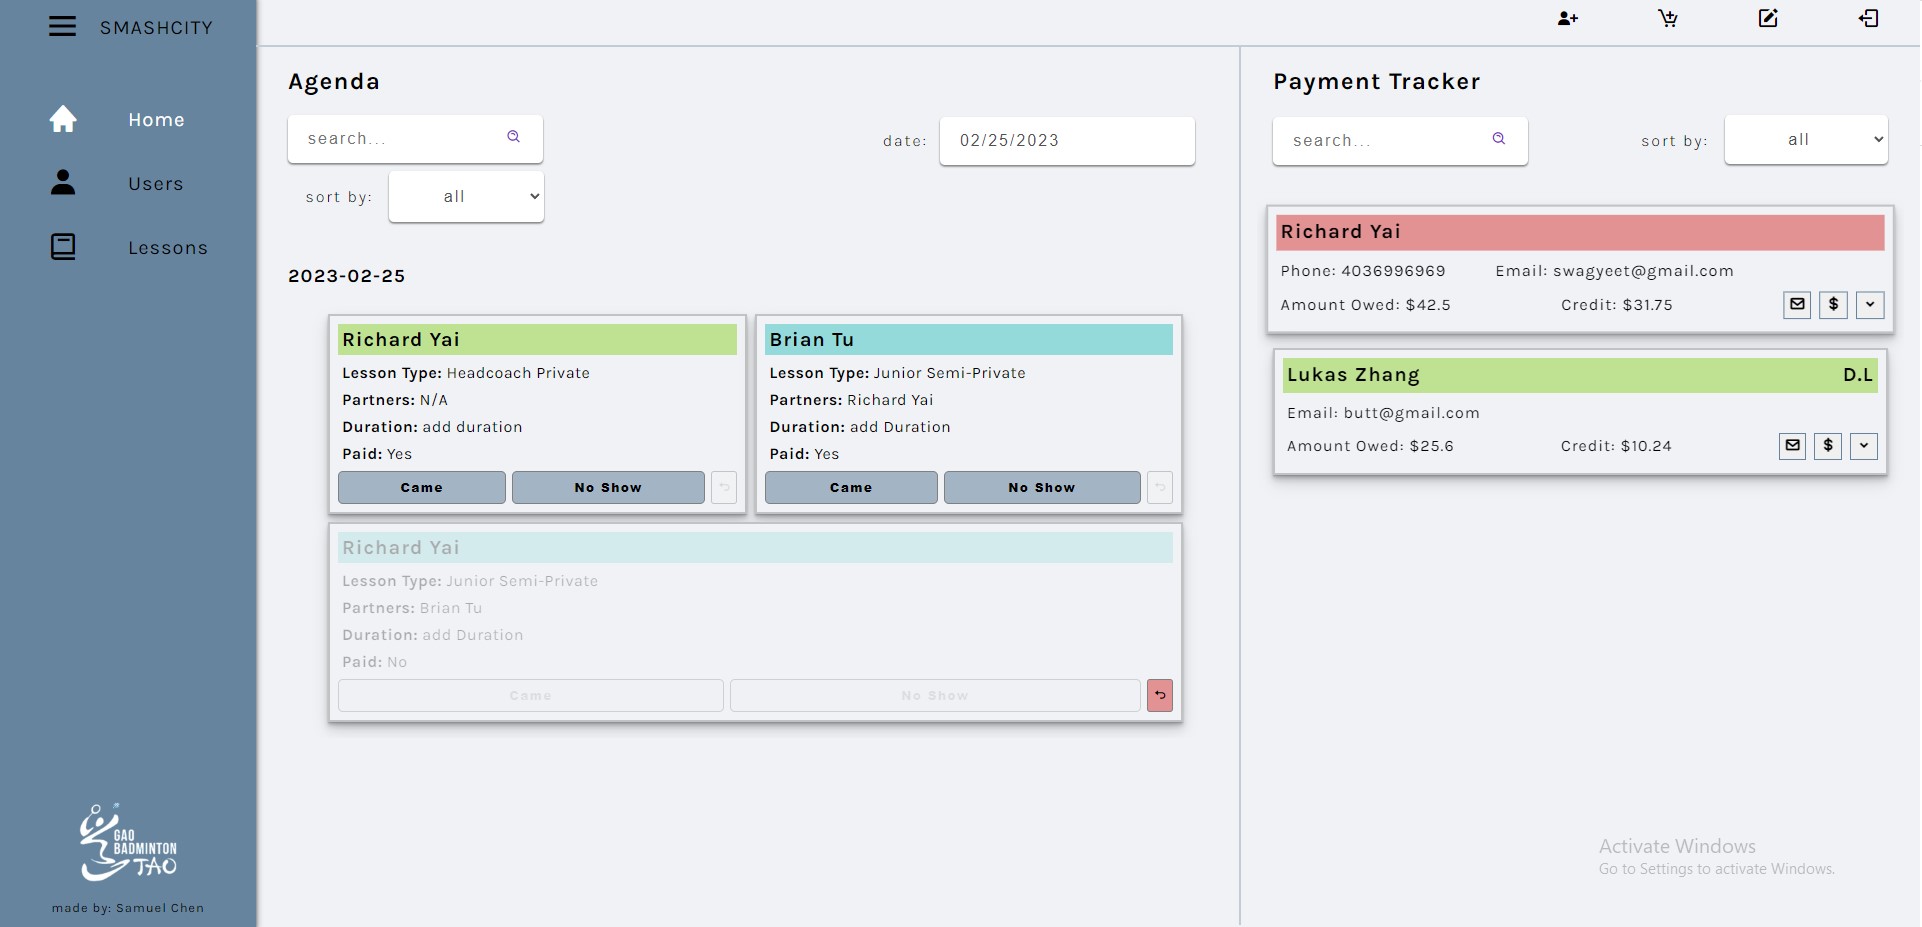 SMASHCITY
Home
Users
Lessons
GAO
BADMINTON
TAO
made by: Samuel Chen
Agenda
search...
date: 02/25/2023
sort by: all
2023-02-25
Richard Yai
Lesson Type: Headcoach Private
Partners: N/A
Duration: add duration
Paid: Yes
Came No Show
Brian Tu
Lesson Type: Junior Semi-Private
Partners: Richard Yai
Duration: add Duration
Paid: Yes
Came No Show
Richard Yai
Lesson Type: Junior Semi-Private
Partners: Brian Tu
Duration: add Duration
Paid: No
Came No Show
Payment Tracker
search...
sort by: all
Richard Yai
Phone: 4036996969 Email: swagyeet@gmail.com
Amount Owed: $42.5 Credit: $31.75 $
Lukas Zhang D.L
Email: butt@gmail.com
Amount Owed: $25.6 Credit: $10.24 $
Activate Windows
Go to Settings to activate Windows.